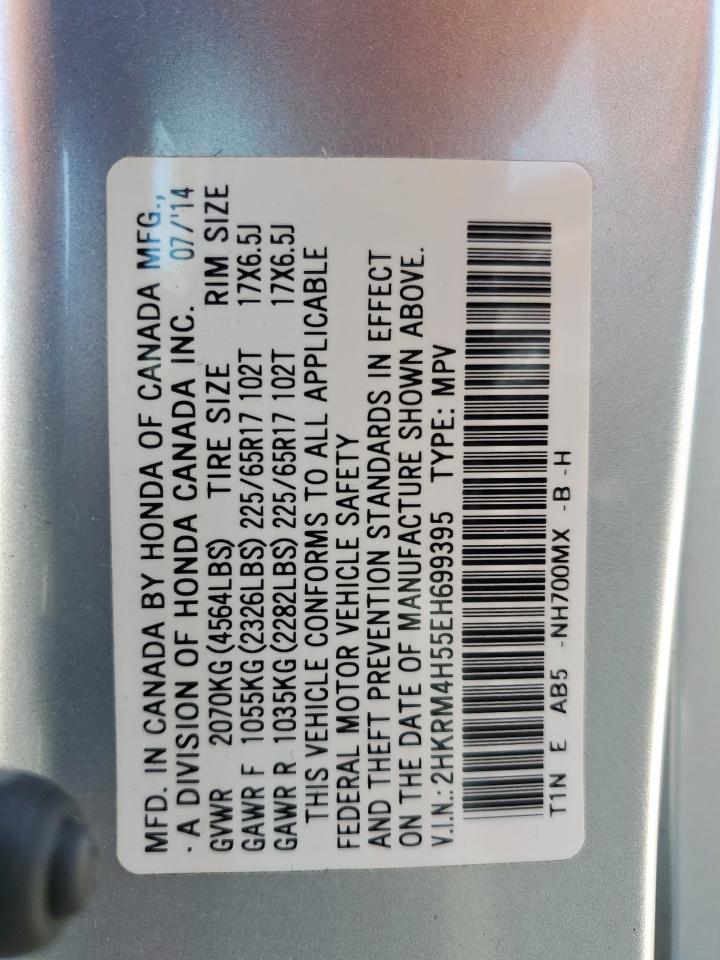 MFD. IN CANADA BY HONDA OF CANADA MFG.,
· A DIVISION OF HONDA CANADA INC. 07/'14
GVWR 2070KG(4564LBS) TIRE SIZE RIM SIZE
GAWR F 1055KG(2326LBS) 225/65R17 102T 17X6.5J
GAWR R 1035KG(2282LBS) 225/65R17 102T 17X6.5J
THIS VEHICLE CONFORMS TO ALL APPLICABLE
FEDERAL MOTOR VEHICLE SAFETY
AND THEFT PREVENTION STANDARDS IN EFFECT
ON THE DATE OF MANUFACTURE SHOWN ABOVE.
V.I.N.: 2HKRM4H55EH699395 TYPE: MPV
T1N E AB5 -NH700MX -B -H